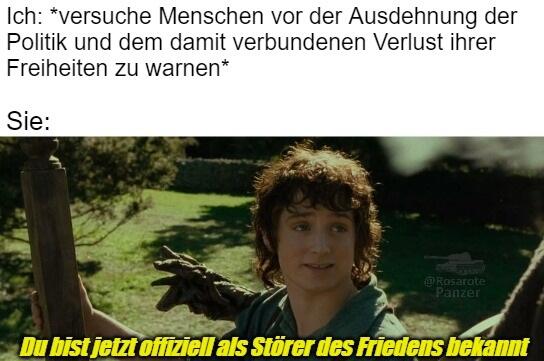 Ich: *versuche Menschen vor der Ausdehnung der
Politik und dem damit verbundenen Verlust ihrer
Freiheiten zu warnen*
Sie:
@Rosarote
Panzer
Du bist jetzt offiziell als Störer des Friedens bekannt